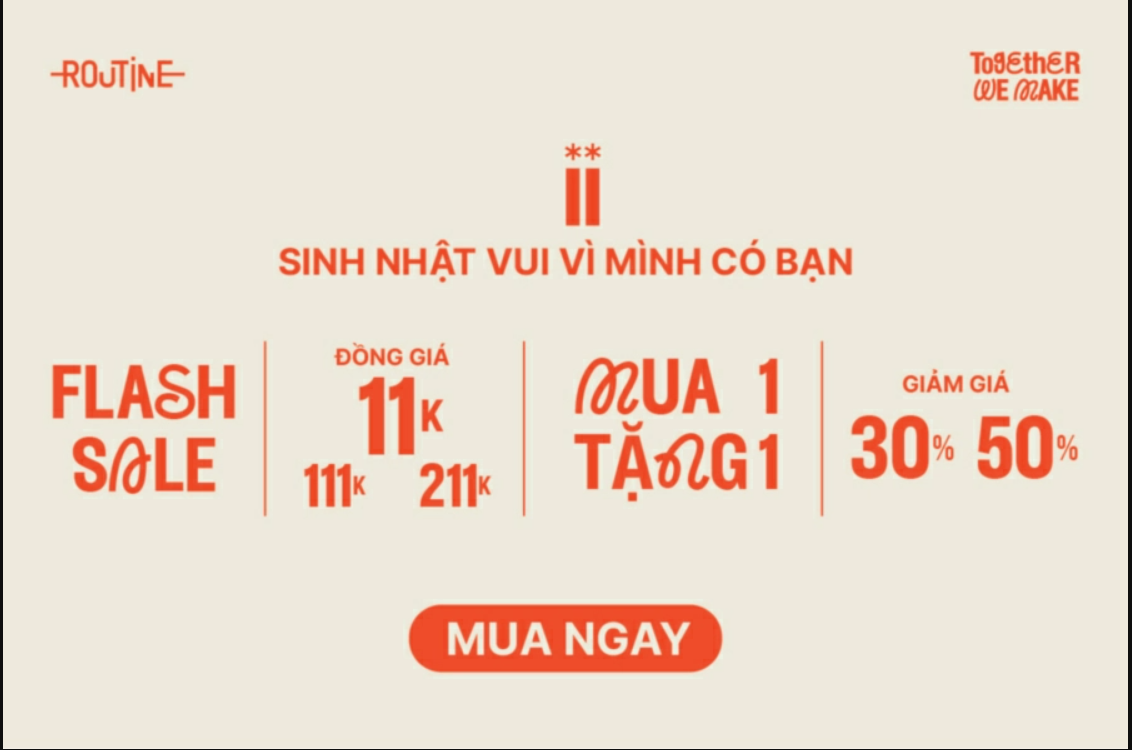 ROUTINE
TogEthER
WE MAKE
**
11
SINH NHẬT VUI VÌ MÌNH CÓ BẠN
FLASH
SALE
ĐỒNG GIÁ
11K
111K 211K
MUA 1
TẶNG 1
GIẢM GIÁ
30% 50%
MUA NGAY